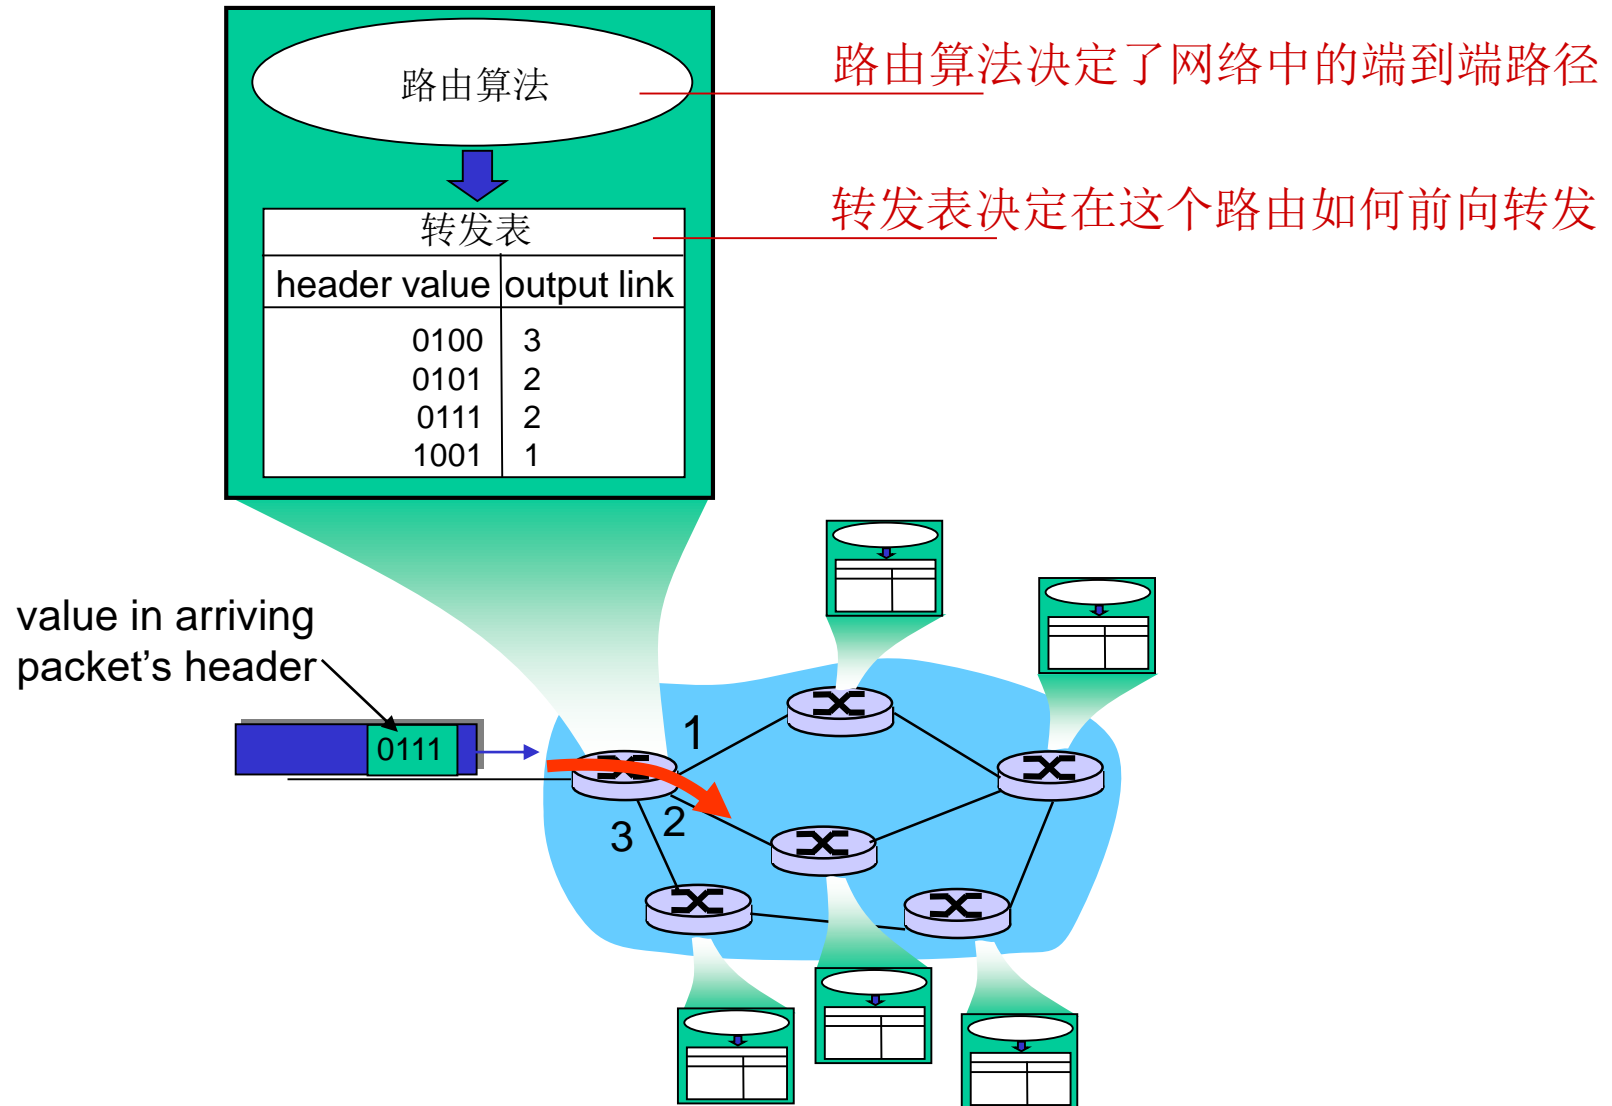 路由算法
路由算法决定了网络中的端到端路径
转发表决定在这个路由如何前向转发
转发表
header value output link
0100 3
0101 2
0111 2
1001 1
value in arriving
packet’s header
0111
1
2
3